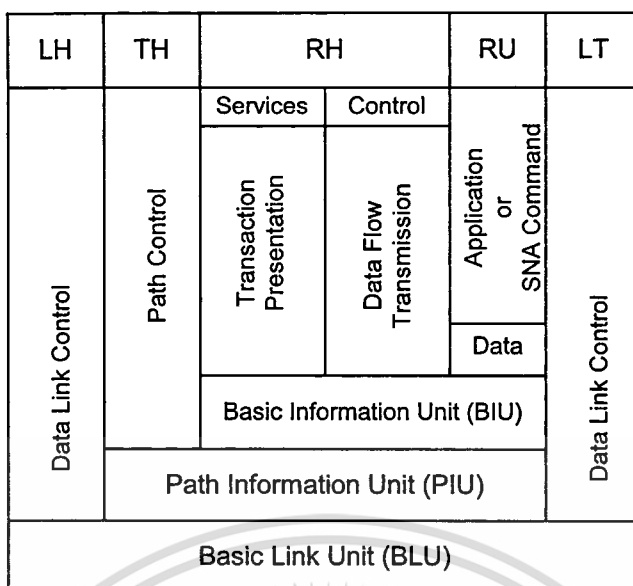 LH TH RH RU LT
Services Control
Data Link Control
Path Control
Transaction
Presentation
Data Flow
Transmission
Application
or
SNA Command
Data
Data Link Control
Basic Information Unit (BIU)
Path Information Unit (PIU)
Basic Link Unit (BLU)